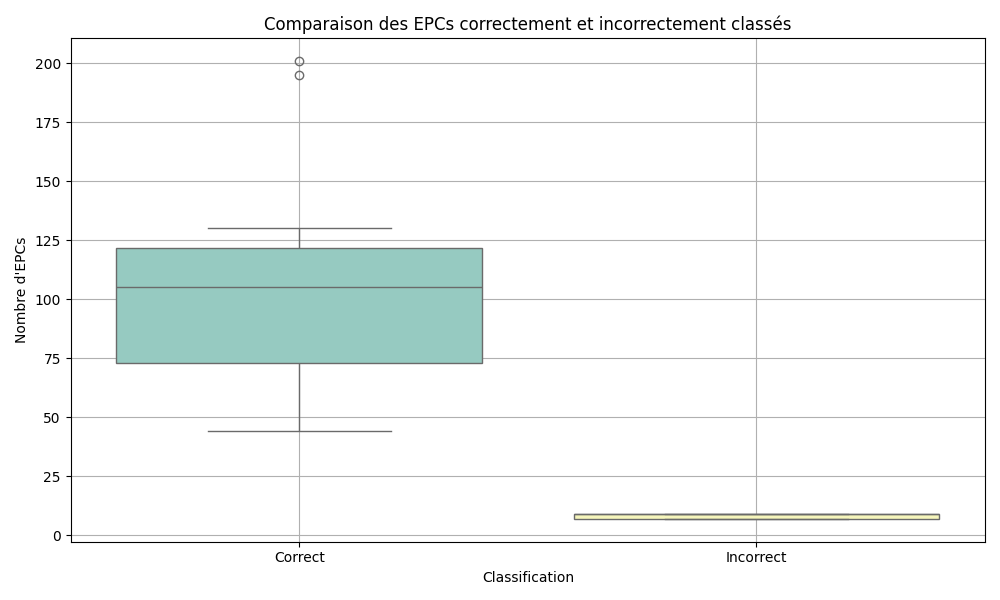 Comparaison des EPCs correctement et incorrectement classés
Nombre d'EPCs
200
175
150
125
100
75
50
25
0
Correct
Incorrect
Classification